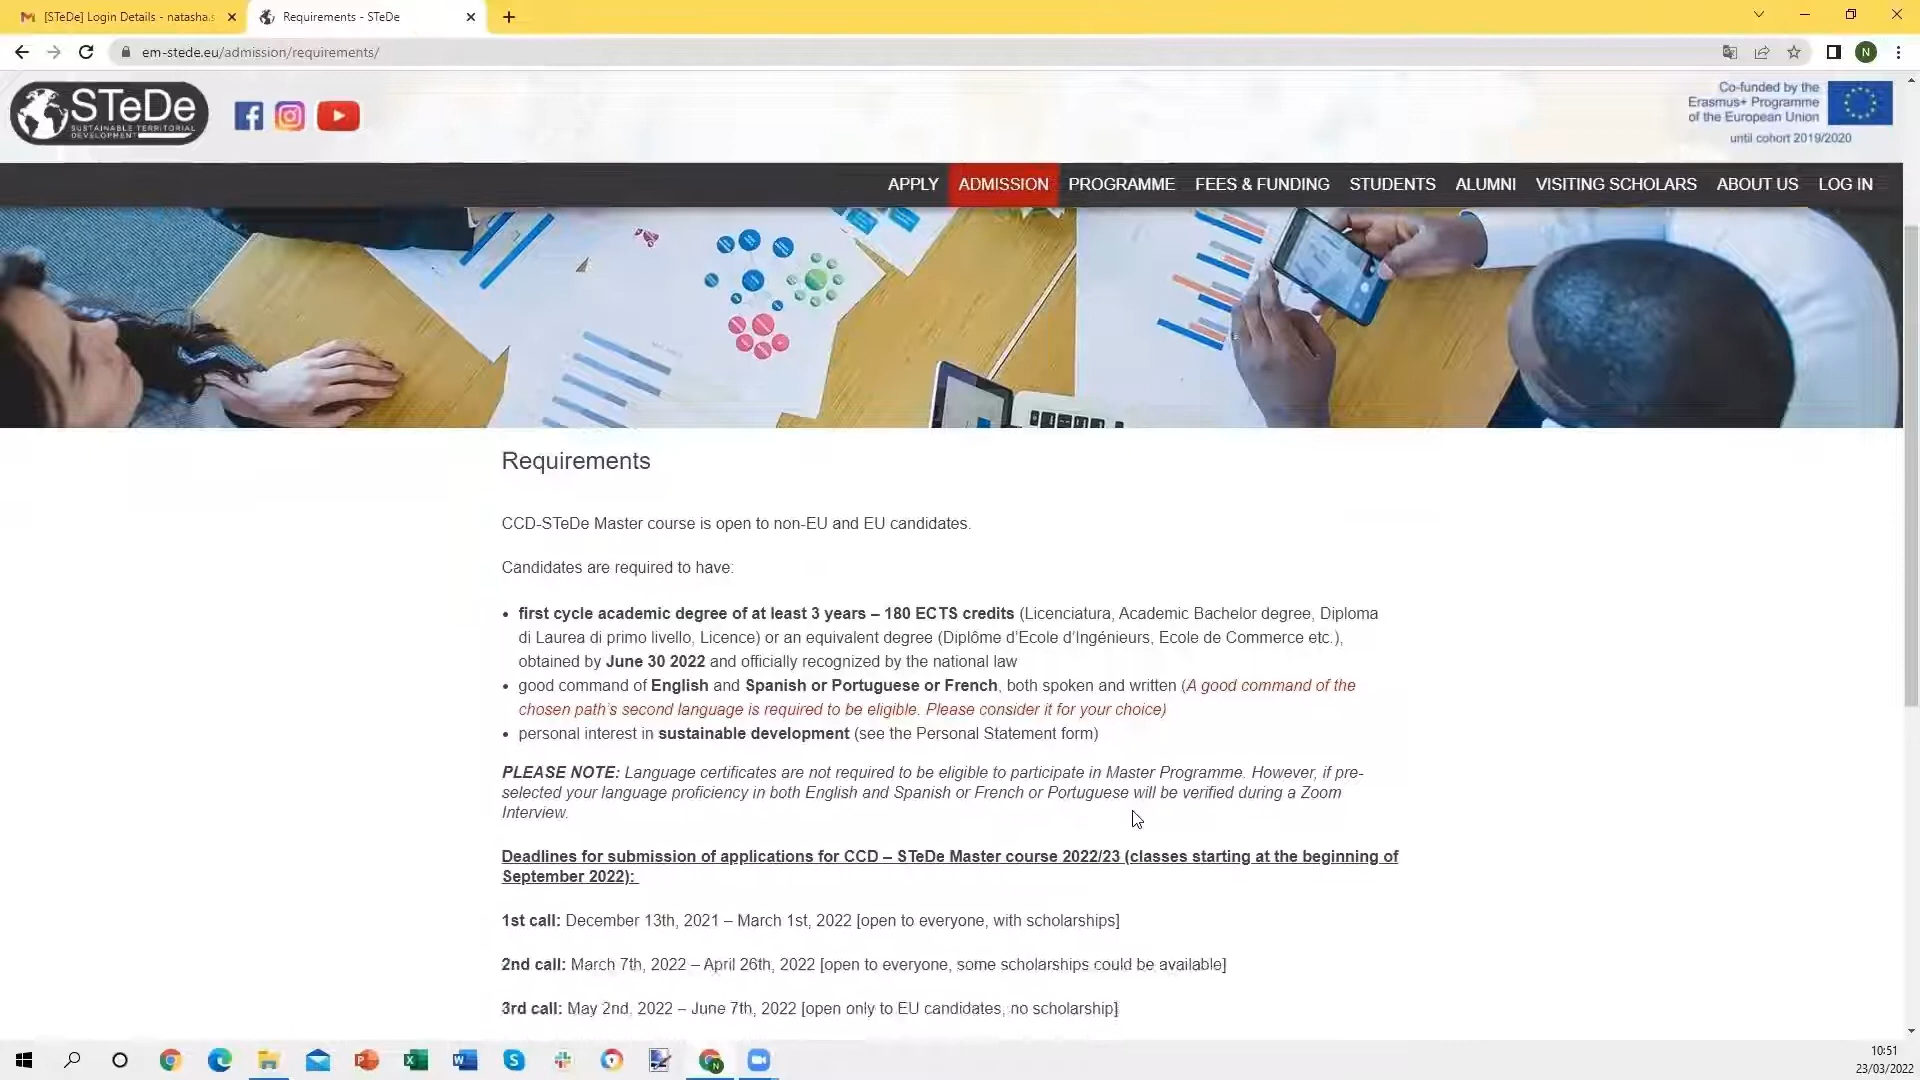 [STeDe] Login Details - natasha.s
Requirements - STeDe
em-stede.eu/admission/requirements/
N
STeDe
SUSTAINABLE TERRITORIAL
DEVELOPMENT
Co-funded by the
Erasmus+ Programme
of the European Union
until cohort 2019/2020
APPLY ADMISSION PROGRAMME FEES & FUNDING STUDENTS ALUMNI VISITING SCHOLARS ABOUT US LOG IN
Requirements
CCD-STeDe Master course is open to non-EU and EU candidates.
Candidates are required to have:
• first cycle academic degree of at least 3 years – 180 ECTS credits (Licenciatura, Academic Bachelor degree, Diploma
di Laurea di primo livello, Licence) or an equivalent degree (Diplôme d'Ecole d'Ingénieurs, Ecole de Commerce etc.),
obtained by June 30 2022 and officially recognized by the national law
• good command of English and Spanish or Portuguese or French, both spoken and written (A good command of the
chosen path's second language is required to be eligible. Please consider it for your choice)
• personal interest in sustainable development (see the Personal Statement form)
PLEASE NOTE: Language certificates are not required to be eligible to participate in Master Programme. However, if pre-
selected your language proficiency in both English and Spanish or French or Portuguese will be verified during a Zoom
Interview.
Deadlines for submission of applications for CCD – STeDe Master course 2022/23 (classes starting at the beginning of
September 2022):
1st call: December 13th, 2021 – March 1st, 2022 [open to everyone, with scholarships]
2nd call: March 7th, 2022 – April 26th, 2022 [open to everyone, some scholarships could be available]
3rd call: May 2nd, 2022 – June 7th, 2022 [open only to EU candidates, no scholarship]
10:51
23/03/2022